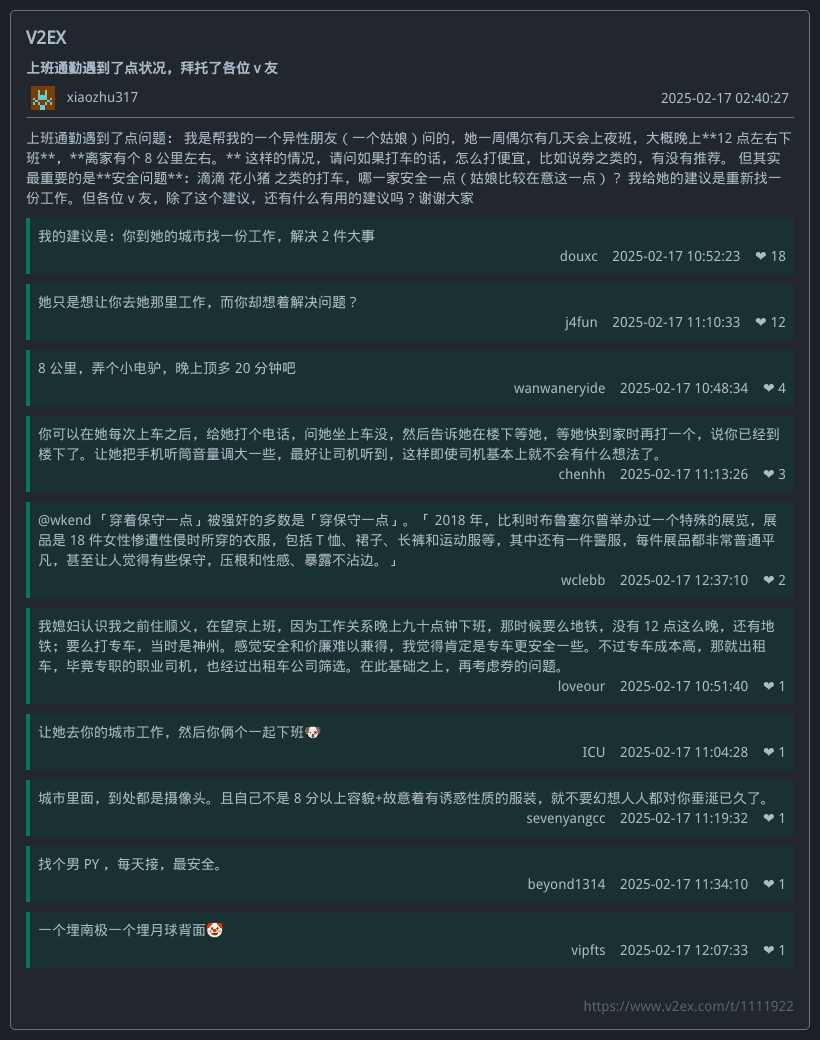 V2EX
上班通勤遇到了点状况，拜托了各位 v 友
xiaozhu317
2025-02-17 02:40:27
上班通勤遇到了点问题： 我是帮我的一个异性朋友（一个姑娘）问的，她一周偶尔有几天会上夜班，大概晚上**12 点左右下
班**，**离家有个 8 公里左右。** 这样的情况，请问如果打车的话，怎么打便宜，比如说券之类的，有没有推荐。 但其实
最重要的是**安全问题**：滴滴 花小猪 之类的打车，哪一家安全一点（姑娘比较在意这一点）？ 我给她的建议是重新找一
份工作。但各位 v 友，除了这个建议，还有什么有用的建议吗？谢谢大家
我的建议是：你到她的城市找一份工作，解决 2 件大事
douxc 2025-02-17 10:52:23 ❤ 18
她只是想让你去她那里工作，而你却想着解决问题？
j4fun 2025-02-17 11:10:33 ❤ 12
8 公里，弄个小电驴，晚上顶多 20 分钟吧
wanwaneryide 2025-02-17 10:48:34 ❤ 4
你可以在她每次上车之后，给她打个电话，问她坐上车没，然后告诉她在楼下等她，等她快到家时再打一个，说你已经到
楼下了。让她把手机听筒音量调大一些，最好让司机听到，这样即使司机基本上就不会有什么想法了。
chenhh 2025-02-17 11:13:26 ❤ 3
@wkend 「穿着保守一点」被强奸的多数是「穿保守一点」。「 2018 年，比利时布鲁塞尔曾举办过一个特殊的展览，展
品是 18 件女性惨遭性侵时所穿的衣服，包括 T 恤、裙子、长裤和运动服等，其中还有一件警服，每件展品都非常普通平
凡，甚至让人觉得有些保守，压根和性感、暴露不沾边。 」
wclebb 2025-02-17 12:37:10 ❤ 2
我媳妇认识我之前住顺义，在望京上班，因为工作关系晚上九十点钟下班，那时候要么地铁，没有 12 点这么晚，还有地
铁；要么打专车，当时是神州。感觉安全和价廉难以兼得，我觉得肯定是专车更安全一些。不过专车成本高，那就出租
车，毕竟专职的职业司机，也经过出租车公司筛选。在此基础之上，再考虑券的问题。
loveour 2025-02-17 10:51:40 ❤ 1
让她去你的城市工作，然后你俩个一起下班🐶
ICU 2025-02-17 11:04:28 ❤ 1
城市里面，到处都是摄像头。且自己不是 8 分以上容貌+故意着有诱惑性质的服装，就不要幻想人人都对你垂涎已久了。
sevenyangcc 2025-02-17 11:19:32 ❤ 1
找个男 PY ，每天接，最安全。
beyond1314 2025-02-17 11:34:10 ❤ 1
一个埋南极一个埋月球背面🤡
vipfts 2025-02-17 12:07:33 ❤ 1
https://www.v2ex.com/t/1111922